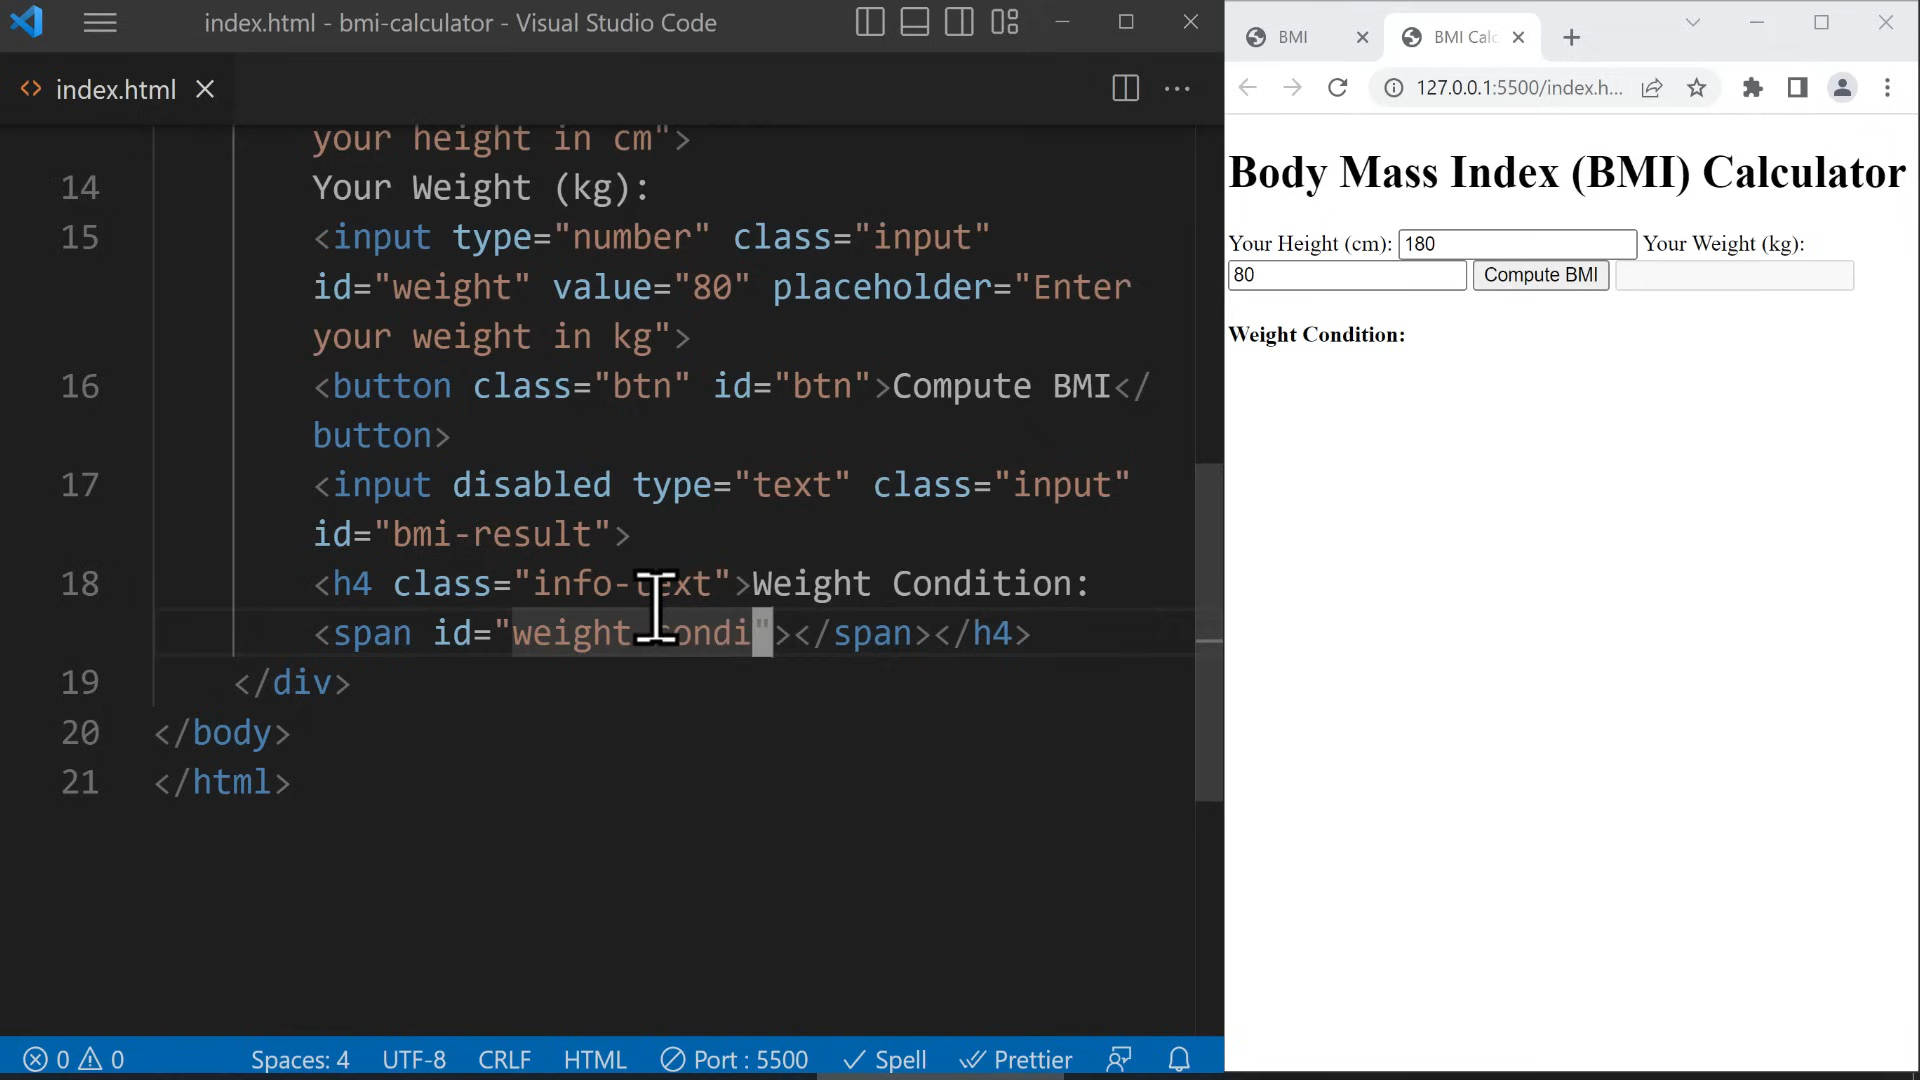 index.html - bmi-calculator - Visual Studio Code
index.html
your height in cm">
14 Your Weight (kg):
15 <input type="number" class="input"
id="weight" value="80" placeholder="Enter
your weight in kg">
16 <button class="btn" id="btn">Compute BMI</
button>
17 <input disabled type="text" class="input"
id="bmi-result">
18 <h4 class="info-text">Weight Condition:
<span id="weight-condi"></span></h4>
19 </div>
20 </body>
21 </html>
0 0 Spaces: 4 UTF-8 CRLF HTML Port : 5500 Spell Prettier
BMI BMI Calc
127.0.0.1:5500/index.h...
Body Mass Index (BMI) Calculator
Your Height (cm): 180 Your Weight (kg):
80 Compute BMI
Weight Condition: